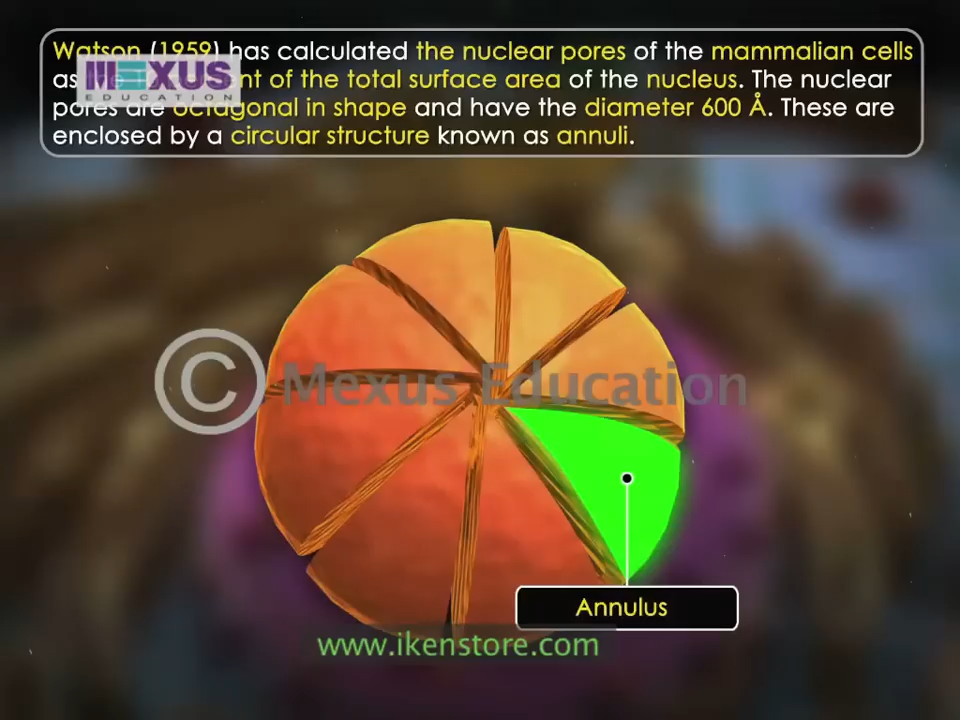 Watson (1959) has calculated the nuclear pores of the mammalian cells
as of the total surface area of the nucleus. The nuclear
pores are octagonal in shape and have the diameter 600 Å. These are
enclosed by a circular structure known as annuli.
MEXUS
EDUCATION
© Mexus Education
Annulus
www.ikenstore.com